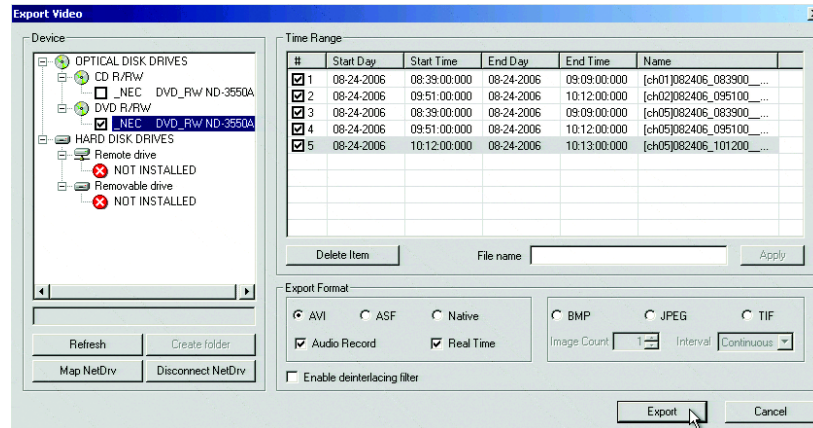 Export Video
Device
OPTICAL DISK DRIVES
CD R/RW
_NEC DVD_RW ND-3550A
DVD R/RW
_NEC DVD_RW ND-3550A
HARD DISK DRIVES
Remote drive
NOT INSTALLED
Removable drive
NOT INSTALLED
Refresh
Create folder
Map NetDrv
Disconnect NetDrv
Time Range
# Start Day Start Time End Day End Time Name
1 08-24-2006 08:39:00:000 08-24-2006 09:09:00:000 [ch01]082406_083900__...
2 08-24-2006 09:51:00:000 08-24-2006 10:12:00:000 [ch02]082406_095100__...
3 08-24-2006 08:39:00:000 08-24-2006 09:09:00:000 [ch05]082406_083900__...
4 08-24-2006 09:51:00:000 08-24-2006 10:12:00:000 [ch05]082406_095100__...
5 08-24-2006 10:12:00:000 08-24-2006 10:13:00:000 [ch05]082406_101200__...
Delete Item File name Apply
Export Format
AVI ASF Native BMP JPEG TIF
Audio Record Real Time Image Count 1 Interval Continuous
Enable deinterlacing filter
Export Cancel